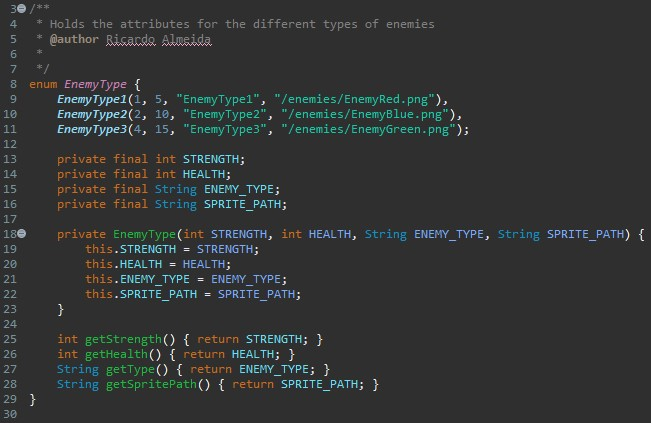 3 /**
4  * Holds the attributes for the different types of enemies
5  * @author Ricardo Almeida
6  *
7  */
8 enum EnemyType {
9     EnemyType1(1, 5, "EnemyType1", "/enemies/EnemyRed.png"),
10     EnemyType2(2, 10, "EnemyType2", "/enemies/EnemyBlue.png"),
11     EnemyType3(4, 15, "EnemyType3", "/enemies/EnemyGreen.png");
12
13     private final int STRENGTH;
14     private final int HEALTH;
15     private final String ENEMY_TYPE;
16     private final String SPRITE_PATH;
17
18     private EnemyType(int STRENGTH, int HEALTH, String ENEMY_TYPE, String SPRITE_PATH) {
19         this.STRENGTH = STRENGTH;
20         this.HEALTH = HEALTH;
21         this.ENEMY_TYPE = ENEMY_TYPE;
22         this.SPRITE_PATH = SPRITE_PATH;
23     }
24
25     int getStrength() { return STRENGTH; }
26     int getHealth() { return HEALTH; }
27     String getType() { return ENEMY_TYPE; }
28     String getSpritePath() { return SPRITE_PATH; }
29 }
30